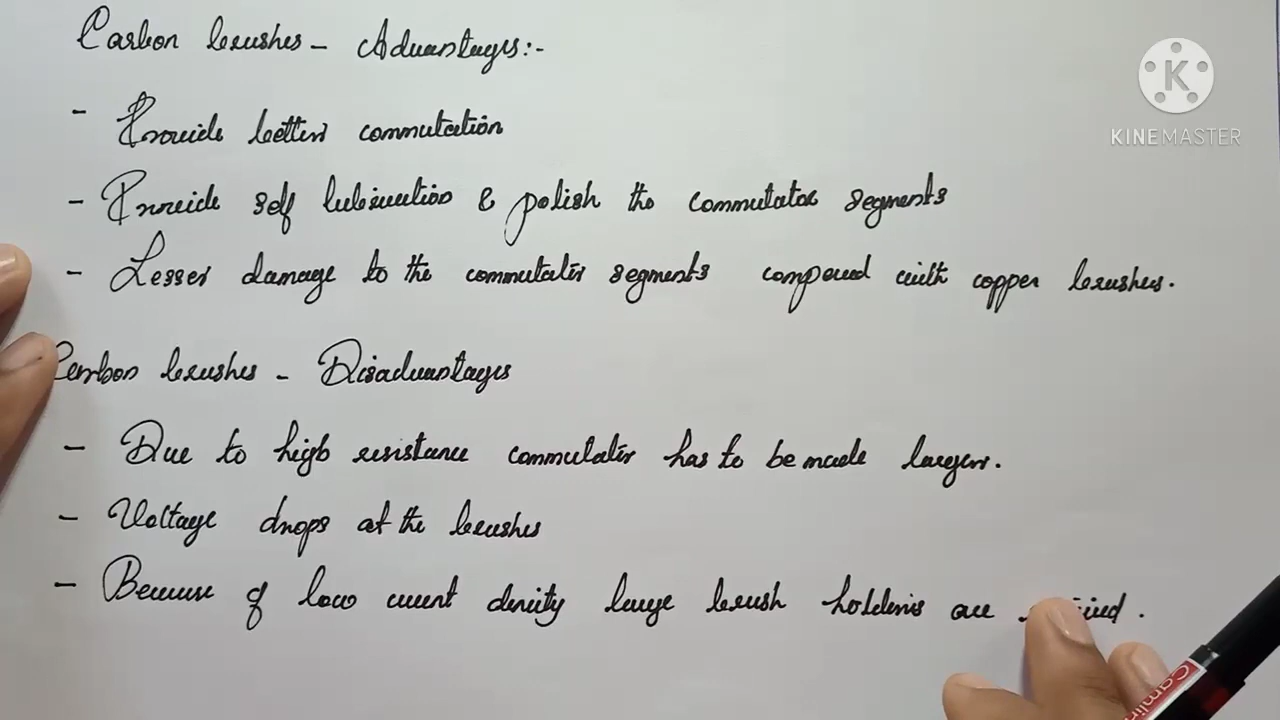 Carbon brushes - Advantages:-
- Provide better commutation
- Provide self lubrication & polish the commutator segments
- Lesser damage to the commutator segments compared with copper brushes.
Carbon brushes - Disadvantages
- Due to high resistance commutator has to be made larger.
- Voltage drops at the brushes
- Because of low current density large brush holders are
KINEMASTER
Camlin